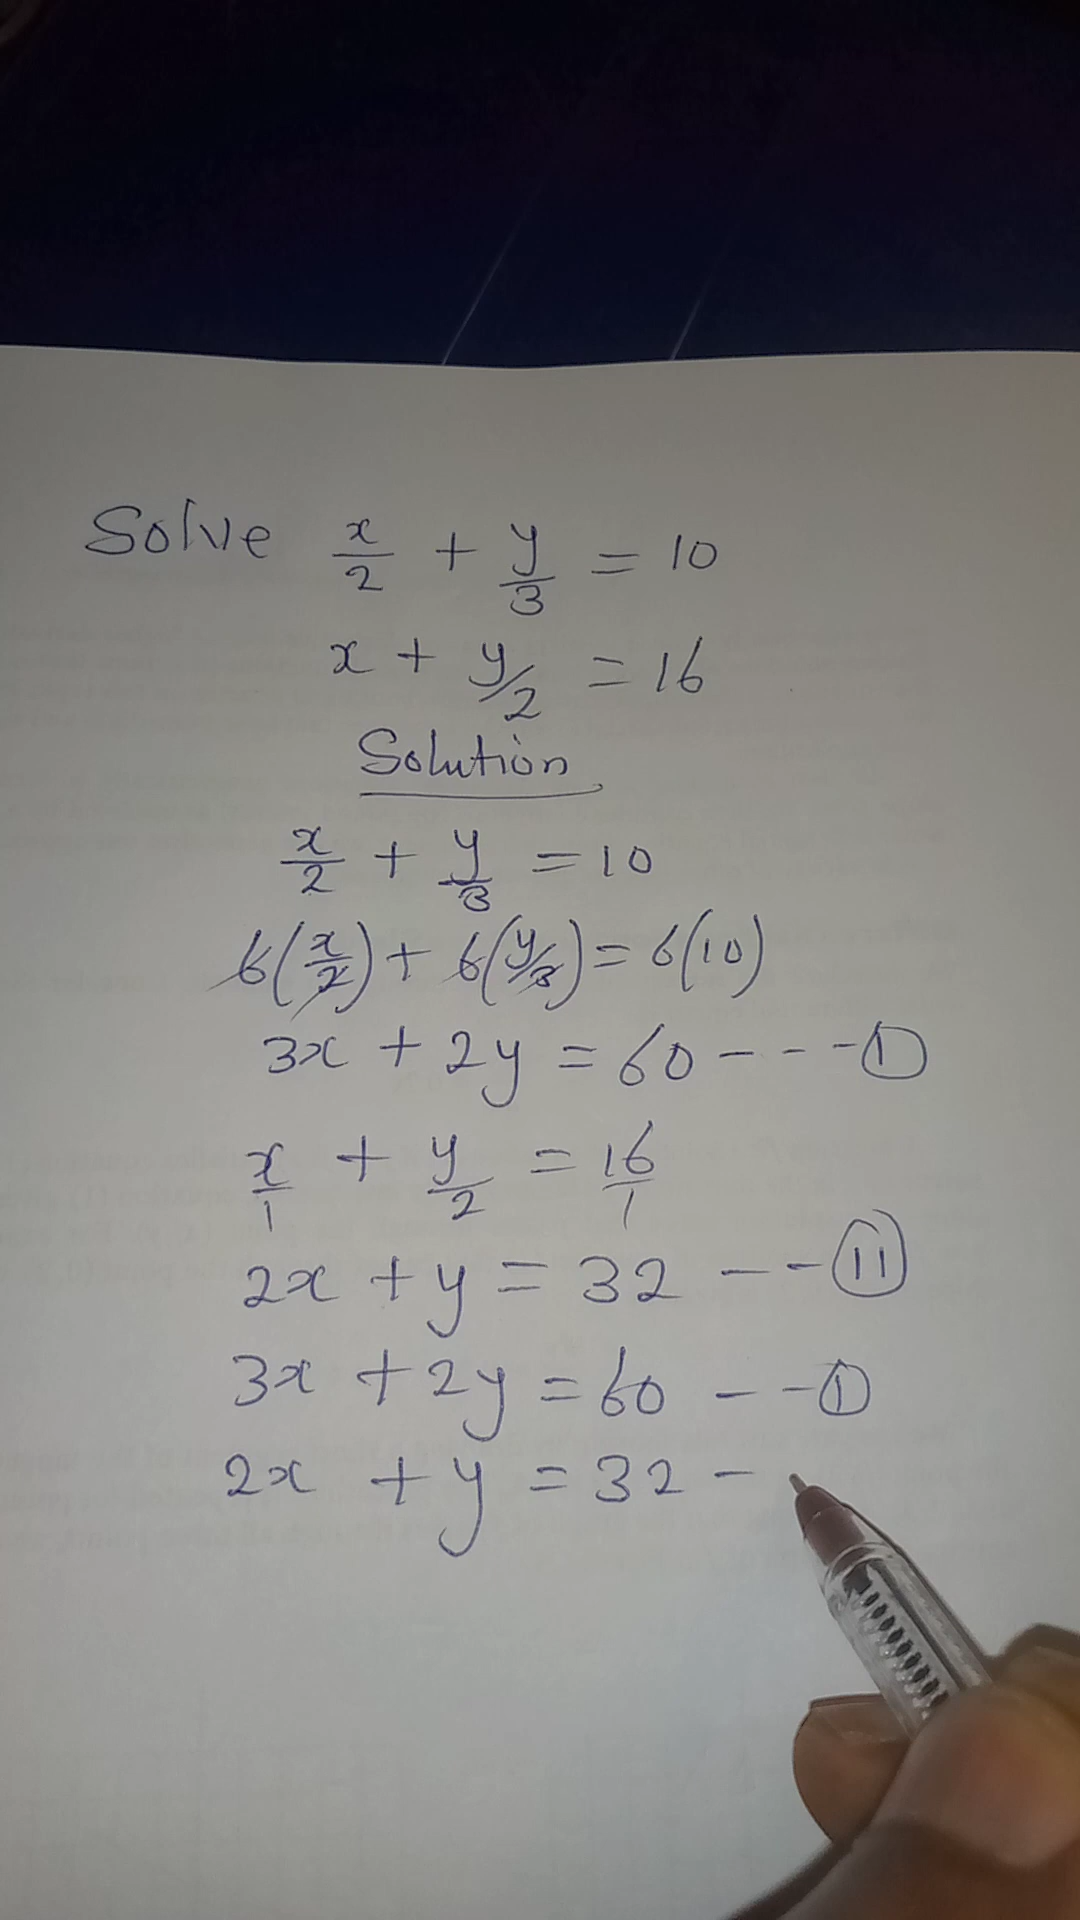 Solve x/2 + y/3 = 10
x + y/2 = 16
Solution
x/2 + y/3 = 10
6(x/2) + 6(y/3) = 6(10)
3x + 2y = 60 - - - (1)
x/1 + y/2 = 16/1
2x + y = 32 - - (11)
3x + 2y = 60 - - (1)
2x + y = 32 -